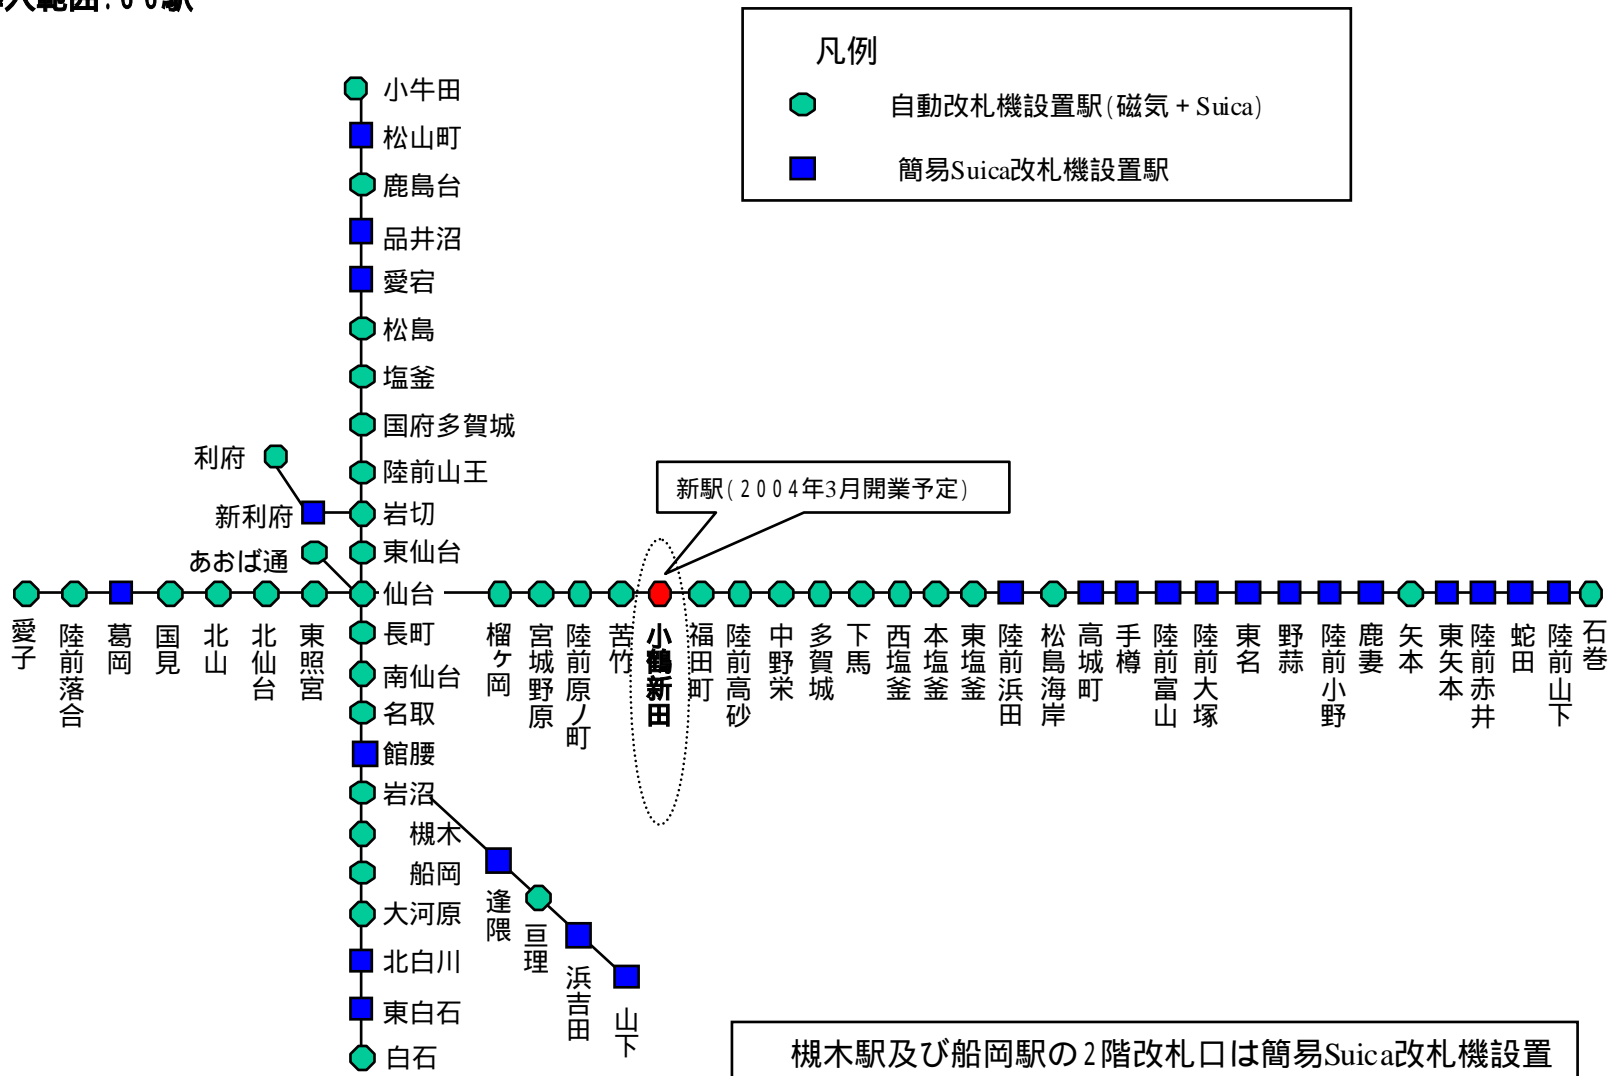 範囲:66駅
凡例
自動改札機設置駅(磁気+Suica)
簡易Suica改札機設置駅
小牛田
松山町
鹿島台
品井沼
愛宕
松島
塩釜
国府多賀城
陸前山王
利府
新利府
岩切
東仙台
あおば通
仙台
新駅(2004年3月開業予定)
愛子
陸前落合
葛岡
国見
北山
北仙台
東照宮
榴ヶ岡
宮城野原
陸前原ノ町
苦竹
小鶴新田
福田町
陸前高砂
中野栄
多賀城
下馬
西塩釜
本塩釜
東塩釜
陸前浜田
松島海岸
高城町
手樽
陸前富山
陸前大塚
東名
野蒜
陸前小野
鹿妻
矢本
東矢本
陸前赤井
蛇田
陸前山下
石巻
長町
南仙台
名取
館腰
岩沼
槻木
船岡
大河原
北白川
東白石
白石
逢隈
亘理
浜吉田
山下
槻木駅及び船岡駅の2階改札口は簡易Suica改札機設置